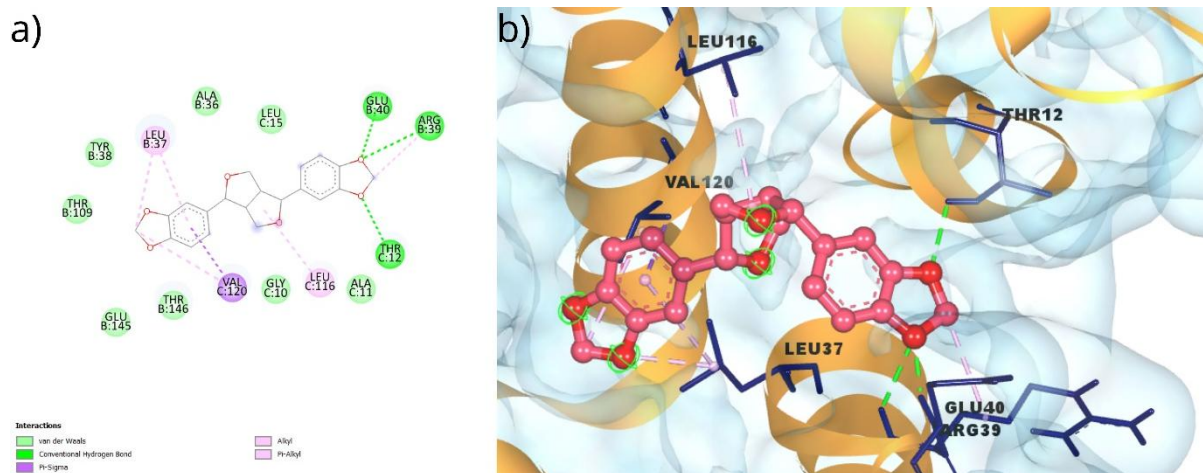 a)
ALA
B:36
LEU
C:15
GLU
B:40
ARG
B:39
LEU
B:37
TYR
B:38
THR
B:109
O
O
O
O
O
O
THR
C:12
VAL
C:120
GLY
C:10
LEU
C:116
ALA
C:11
THR
B:146
GLU
B:145
Interactions
van der Waals
Conventional Hydrogen Bond
Pi-Sigma
Alkyl
Pi-Alkyl
b)
LEU116
THR12
VAL120
LEU37
GLU40
ARG39